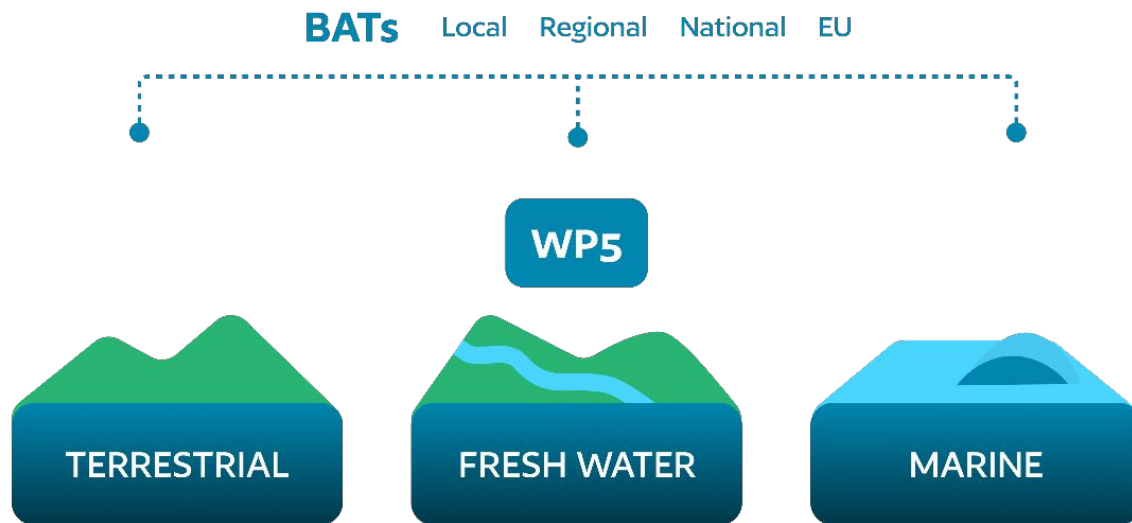 BATs Local Regional National EU
WP5
TERRESTRIAL
FRESH WATER
MARINE